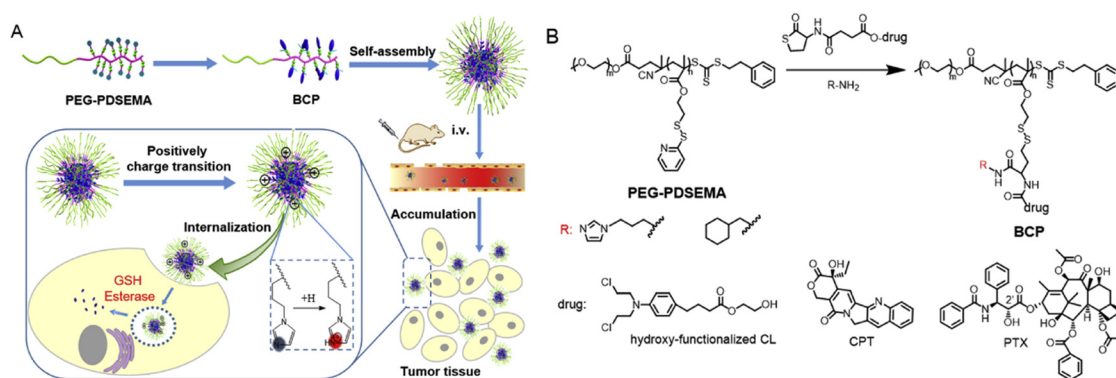 A
PEG-PDSEMA
BCP
Self-assembly
i.v.
Positively
charge transition
Internalization
GSH
Esterase
+H
Accumulation
Tumor tissue
B
PEG-PDSEMA
R-NH2
BCP
R:
drug:
hydroxy-functionalized CL
CPT
PTX